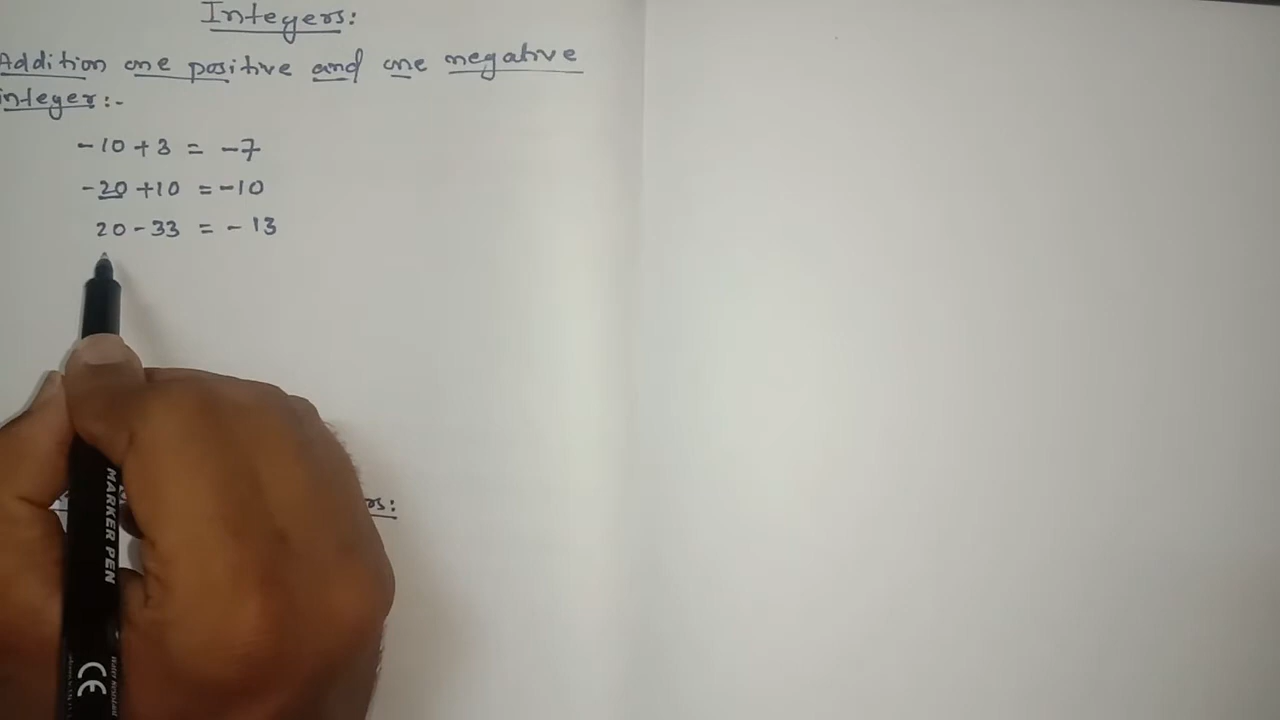 Integers:
Addition one positive and one negative
integer:-
-10+3 = -7
-20+10 = -10
20-33 = -13
rs:
MARKER PEN
CE